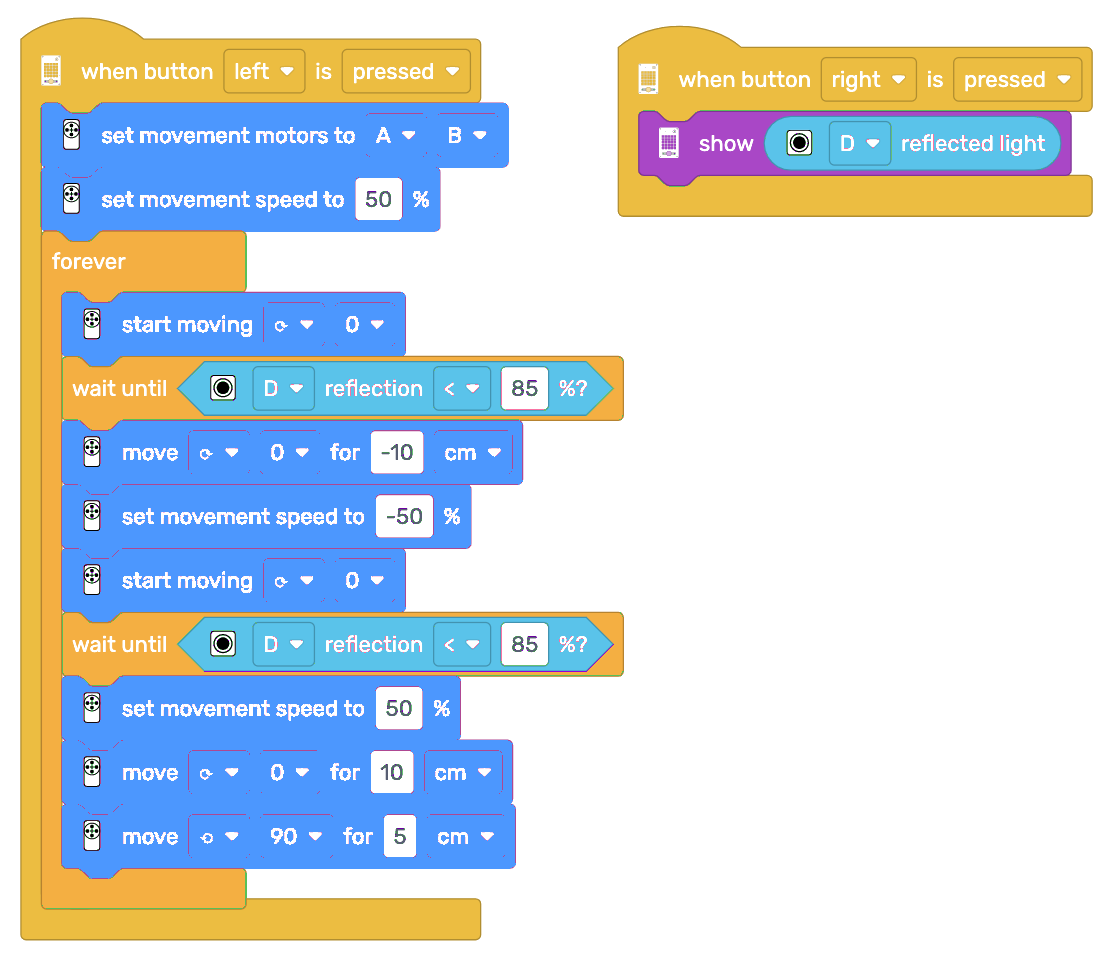 when button left is pressed
set movement motors to A B
set movement speed to 50 %
forever
start moving 0
wait until D reflection < 85 %?
move 0 for -10 cm
set movement speed to -50 %
start moving 0
wait until D reflection < 85 %?
set movement speed to 50 %
move 0 for 10 cm
move 90 for 5 cm
when button right is pressed
show D reflected light